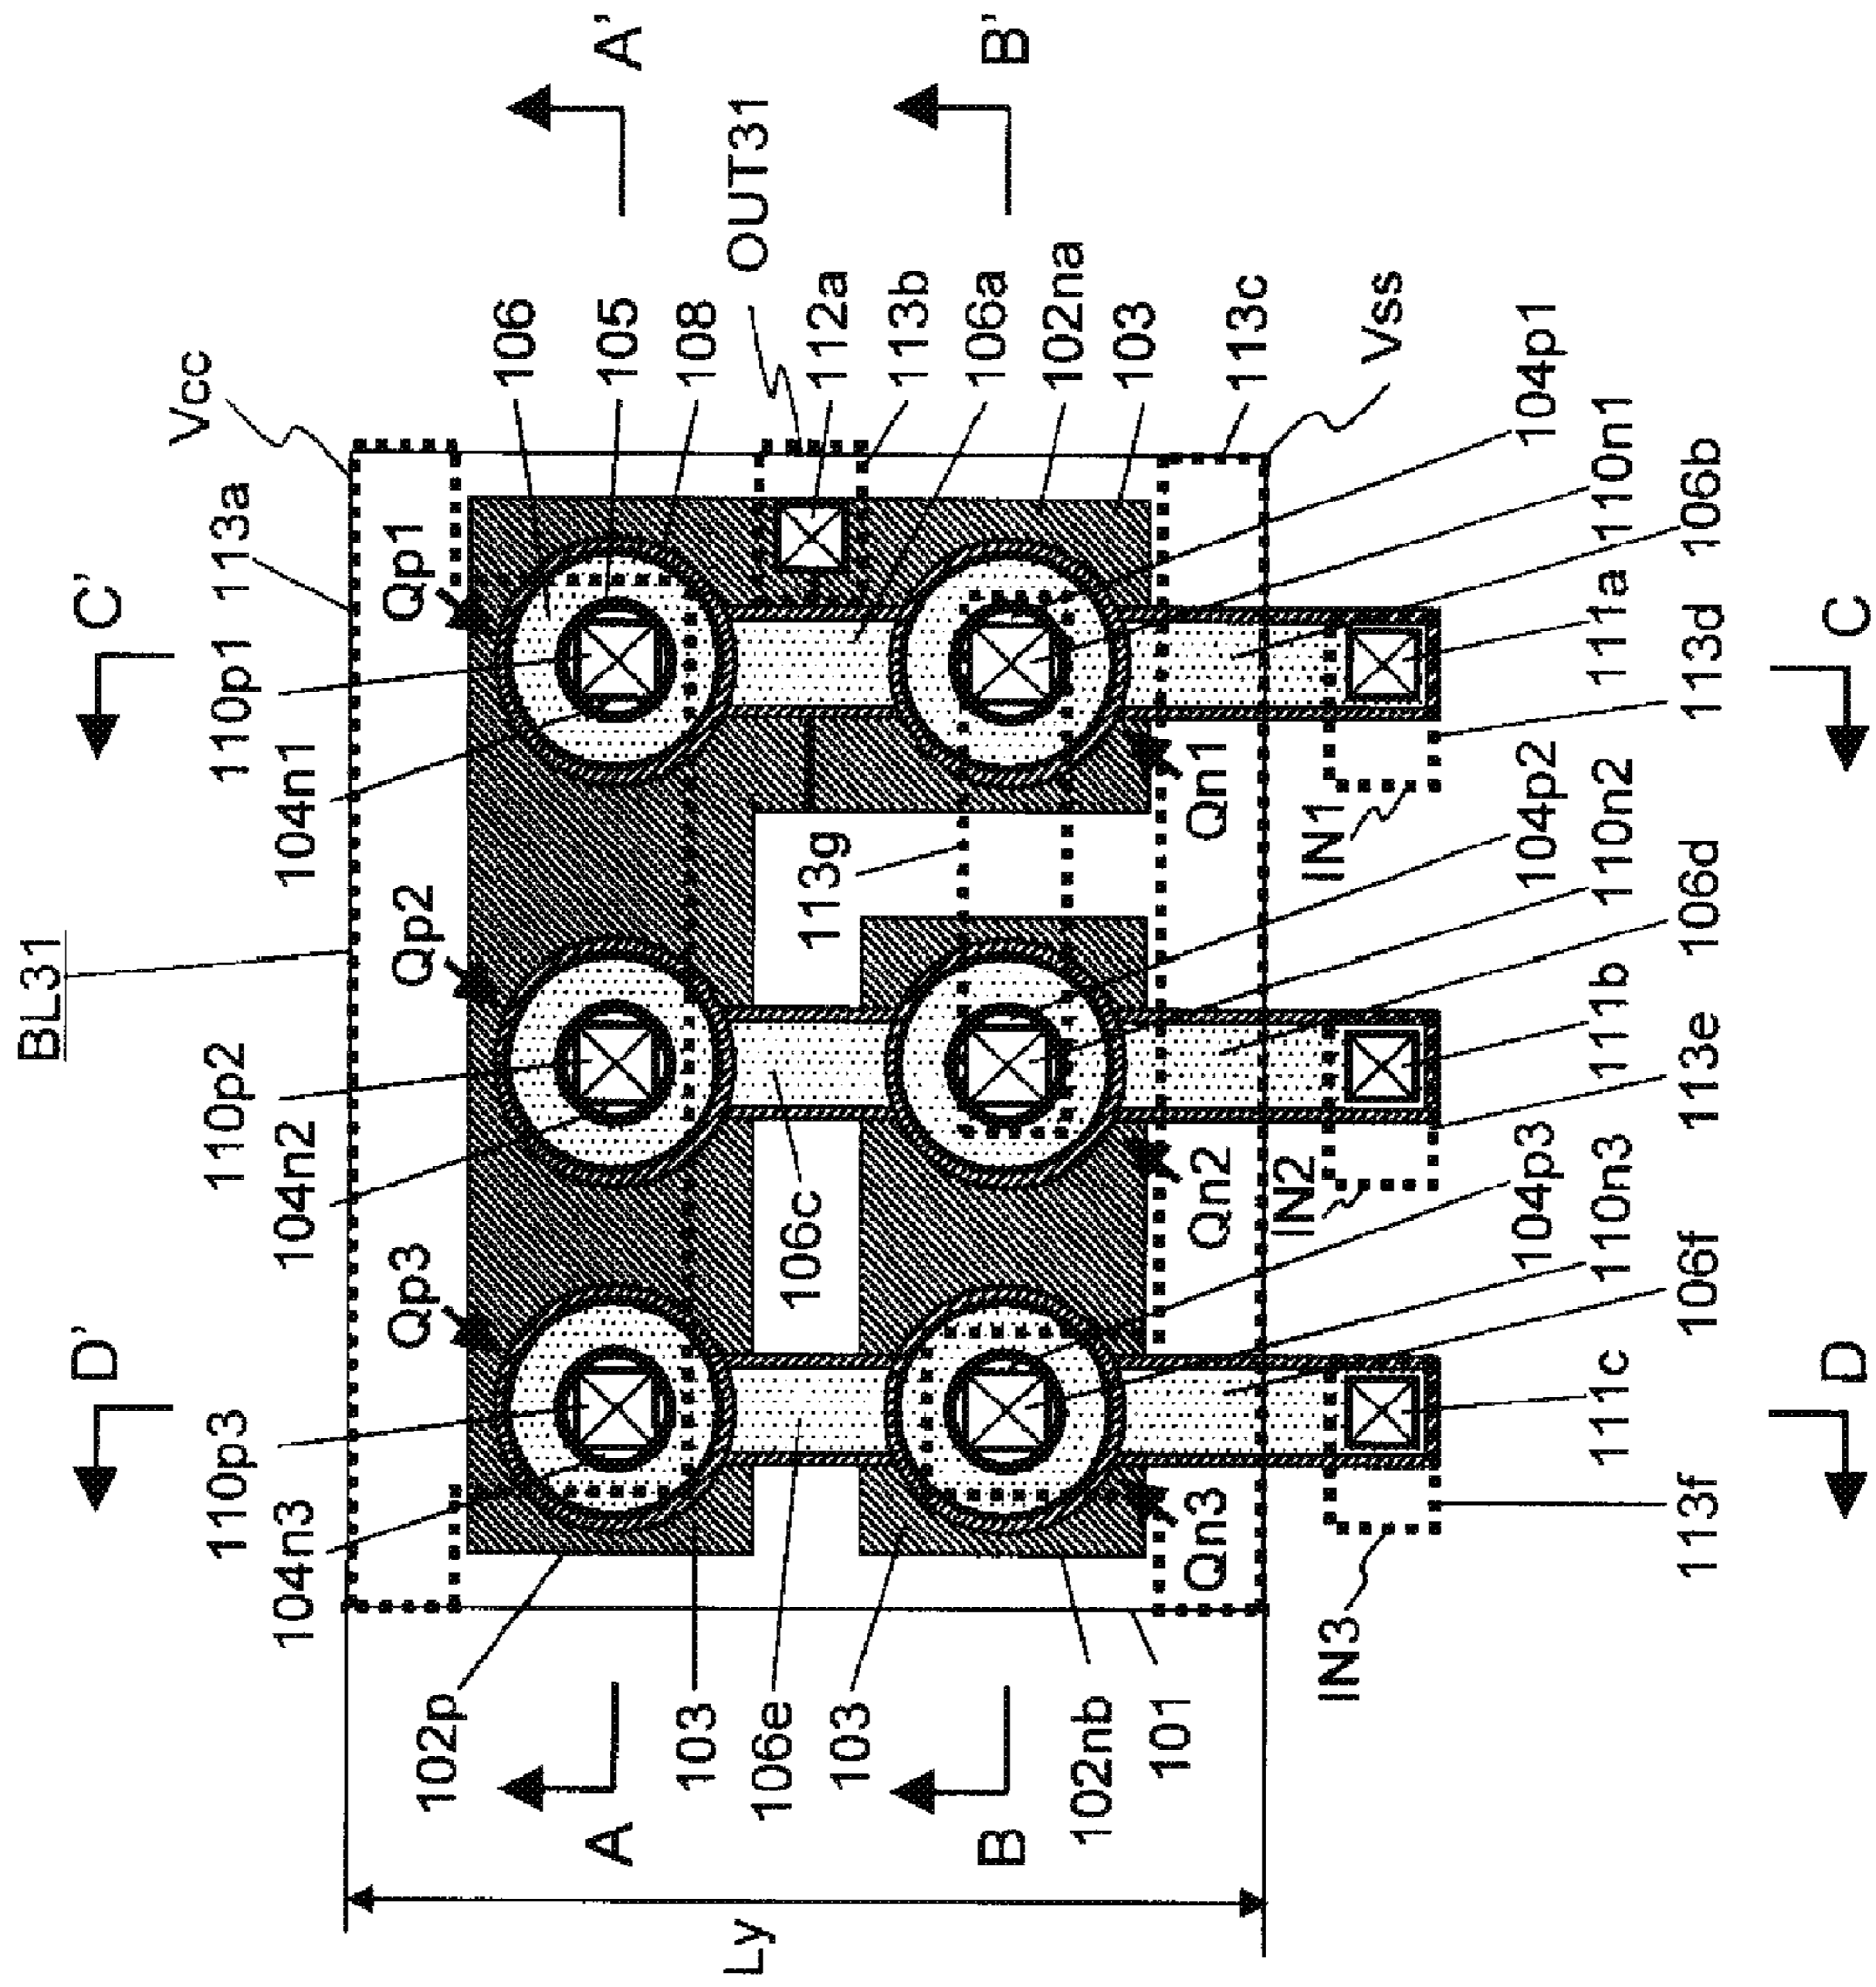 BL31
D'
C'
Vcc
110p3
104n3
110p2
104n2
110p1
113a
104n1
Qp3
Qp2
Qp1
106
105
108
A'
B'
OUT31
112a
113b
106a
102na
103
113c
Vss
102p
A
103
106e
103
B
102nb
101
Ly
106c
113g
Qn3
Qn2
Qn1
IN3
IN2
IN1
104p3
110n3
106f
111c
113f
104p2
110n2
106d
111b
113e
104p1
110n1
106b
111a
113d
D
C